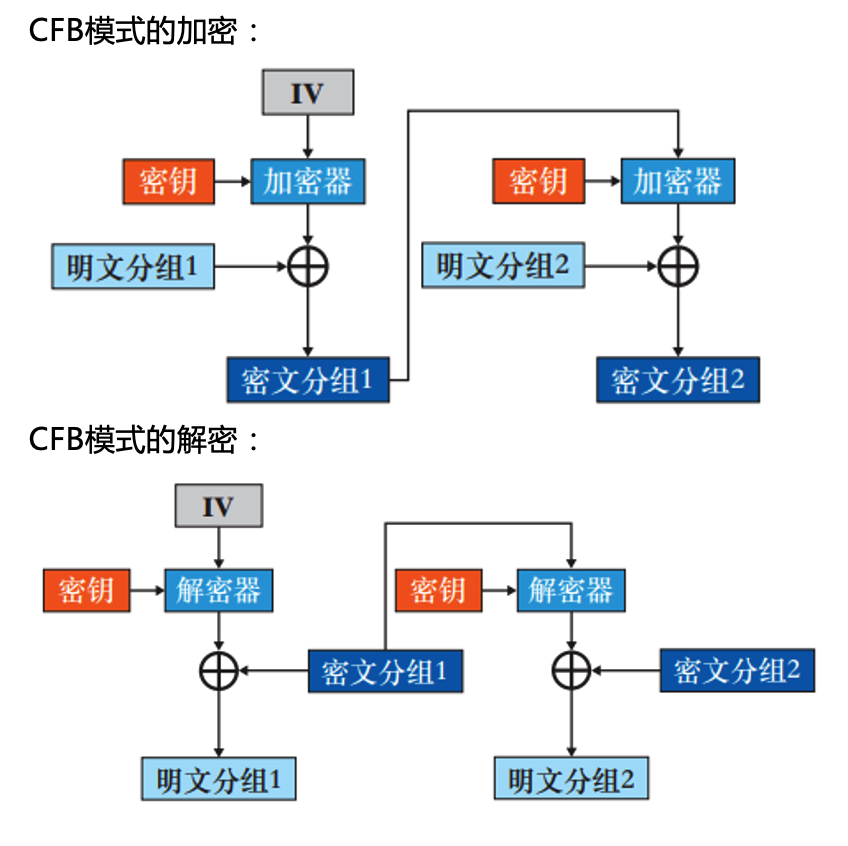 CFB模式的加密：
IV
密钥
加密器
密钥
加密器
明文分组1
明文分组2
密文分组1
密文分组2
CFB模式的解密：
IV
密钥
解密器
密钥
解密器
密文分组1
密文分组2
明文分组1
明文分组2